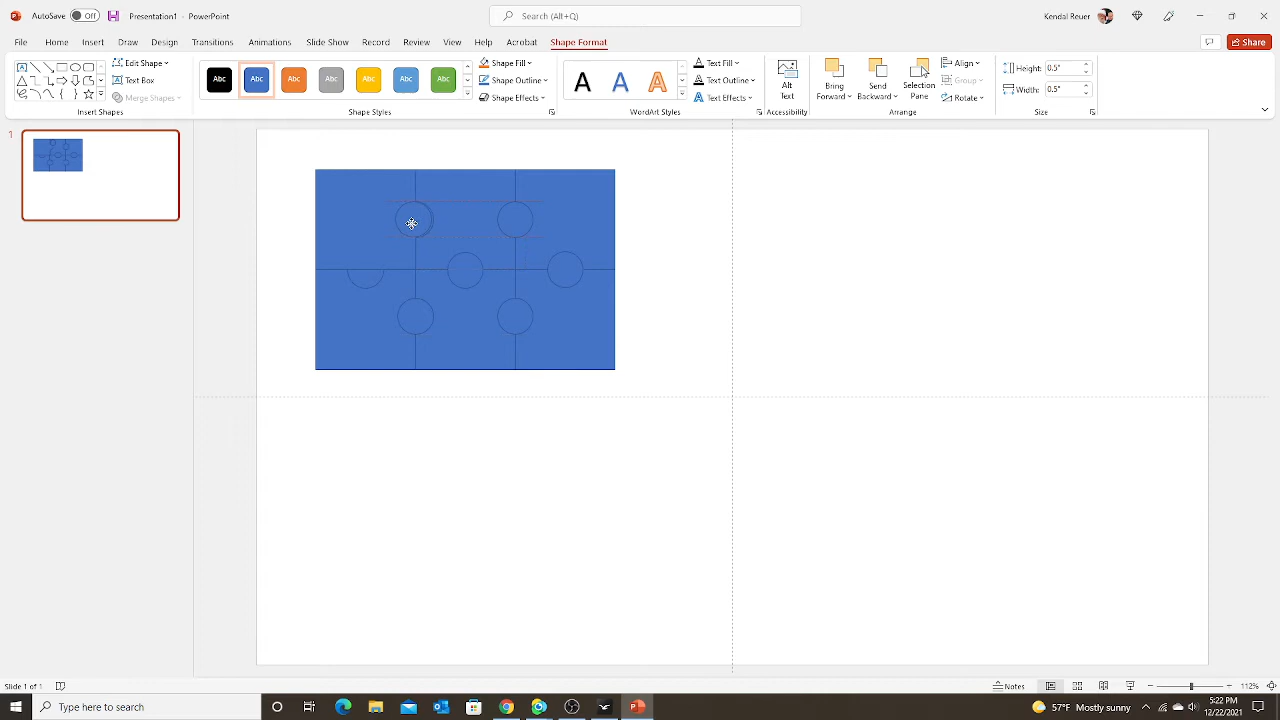 AutoSave Off Presentation1 - PowerPoint Search (Alt+Q) Kendal Reuer
File Home Insert Draw Design Transitions Animations Slide Show Record Review View Help Acrobat Shape Format Share
Edit Shape Text Box Merge Shapes
Insert Shapes
Abc Abc Abc Abc Abc Abc Abc
Shape Fill Shape Outline Shape Effects
Shape Styles
A A A
Text Fill Text Outline Text Effects
WordArt Styles
Alt Text
Accessibility
Bring Forward Send Backward Selection Pane Align Group Rotate
Arrange
Height: 0.5"
Width: 0.5"
Size
1
Slide 1 of 1 Notes 112%
Type here to search 57°F Mostly sunny 5:22 PM
12/22/2021